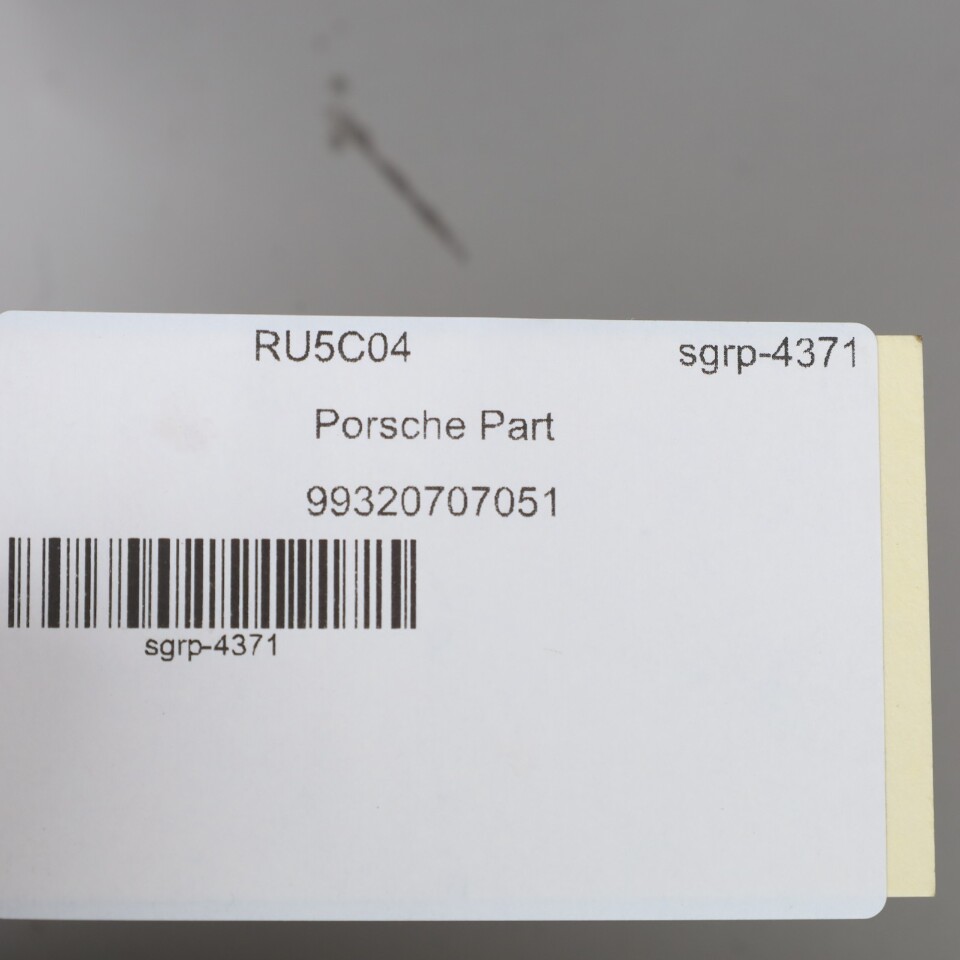 RU5C04 sgrp-4371
Porsche Part
99320707051
sgrp-4371